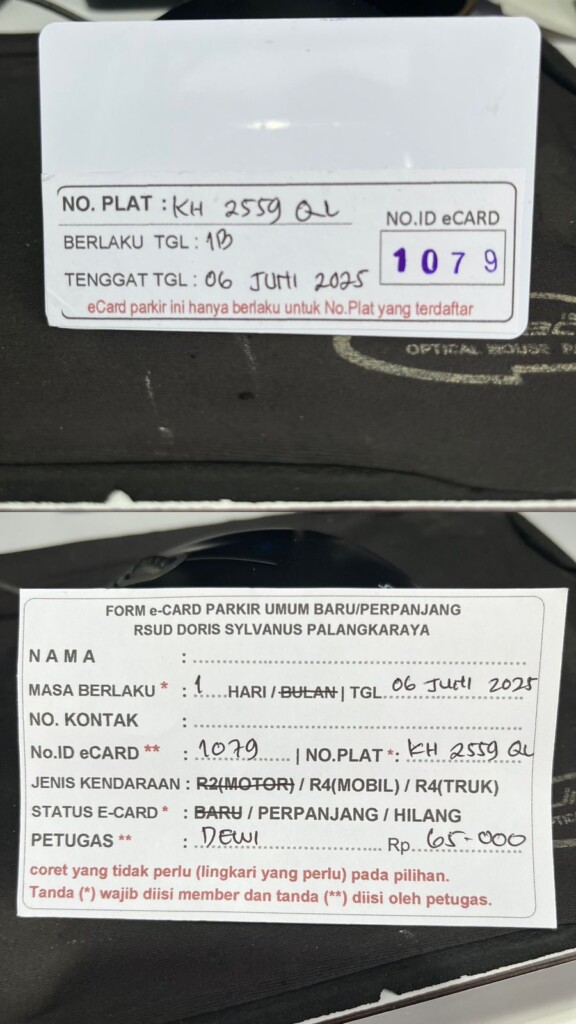 NO. PLAT : KH 2559 QL
NO.ID eCARD
BERLAKU TGL : 1B
1079
TENGGAT TGL : 06 JUNI 2025
eCard parkir ini hanya berlaku untuk No.Plat yang terdaftar
OPTICAL MOUSE P
FORM e-CARD PARKIR UMUM BARU/PERPANJANG
RSUD DORIS SYLVANUS PALANGKARAYA
NAMA :
MASA BERLAKU * : 1 HARI / BULAN | TGL 06 JUNI 2025
NO. KONTAK :
No.ID eCARD ** : 1079 | NO.PLAT *: KH 2559 QL
JENIS KENDARAAN : R2(MOTOR) / R4(MOBIL) / R4(TRUK)
STATUS E-CARD * : BARU / PERPANJANG / HILANG
PETUGAS ** : DEWI Rp. 65-000
coret yang tidak perlu (lingkari yang perlu) pada pilihan.
Tanda (*) wajib diisi member dan tanda (**) diisi oleh petugas.